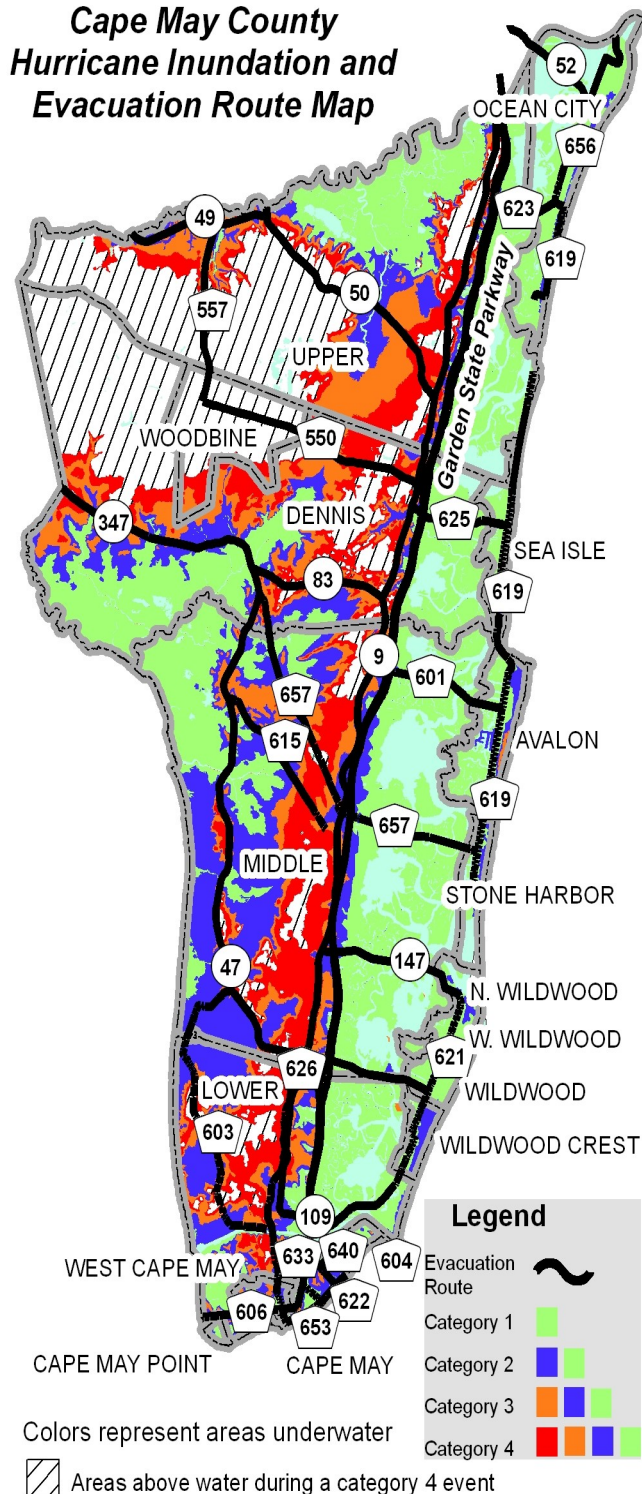 Cape May County
Hurricane Inundation and
Evacuation Route Map
52
OCEAN CITY
656
623
49
619
557
50
Garden State Parkway
UPPER
WOODBINE
550
347
DENNIS
625
SEA ISLE
83
619
9
601
657
615
AVALON
619
657
MIDDLE
STONE HARBOR
147
47
N. WILDWOOD
W. WILDWOOD
621
626
LOWER
WILDWOOD
603
WILDWOOD CREST
109
Legend
633
640
604
WEST CAPE MAY
Evacuation
Route
622
606
653
Category 1
CAPE MAY POINT
CAPE MAY
Category 2
Category 3
Category 4
Colors represent areas underwater
Areas above water during a category 4 event